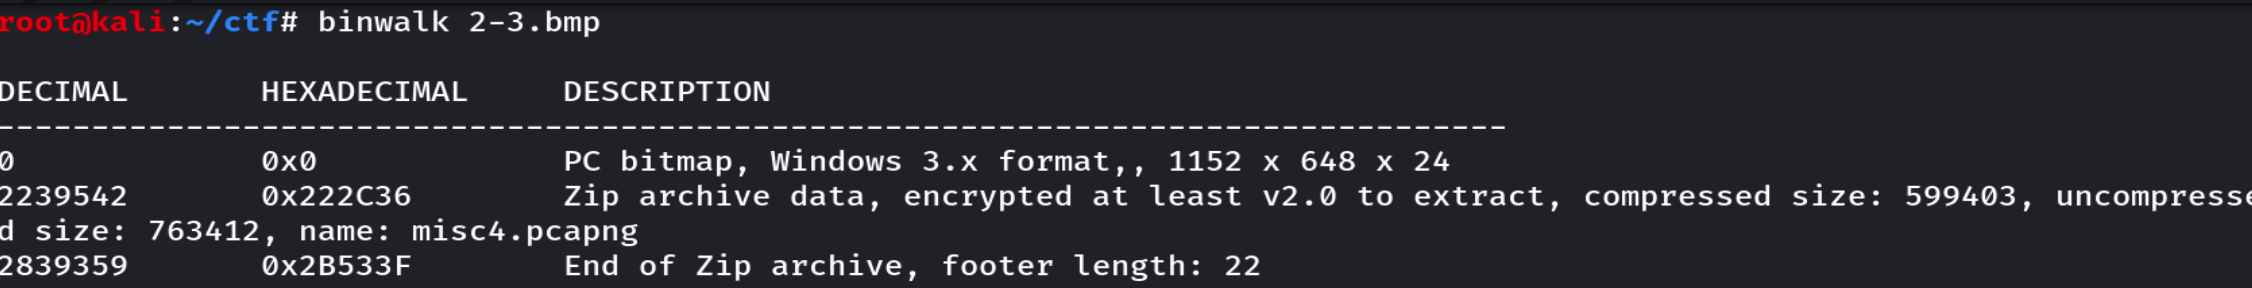 root@kali:~/ctf# binwalk 2-3.bmp
DECIMAL       HEXADECIMAL     DESCRIPTION
--------------------------------------------------------------------------------
0             0x0             PC bitmap, Windows 3.x format,, 1152 x 648 x 24
2239542       0x222C36        Zip archive data, encrypted at least v2.0 to extract, compressed size: 599403, uncompresse
d size: 763412, name: misc4.pcapng
2839359       0x2B533F        End of Zip archive, footer length: 22